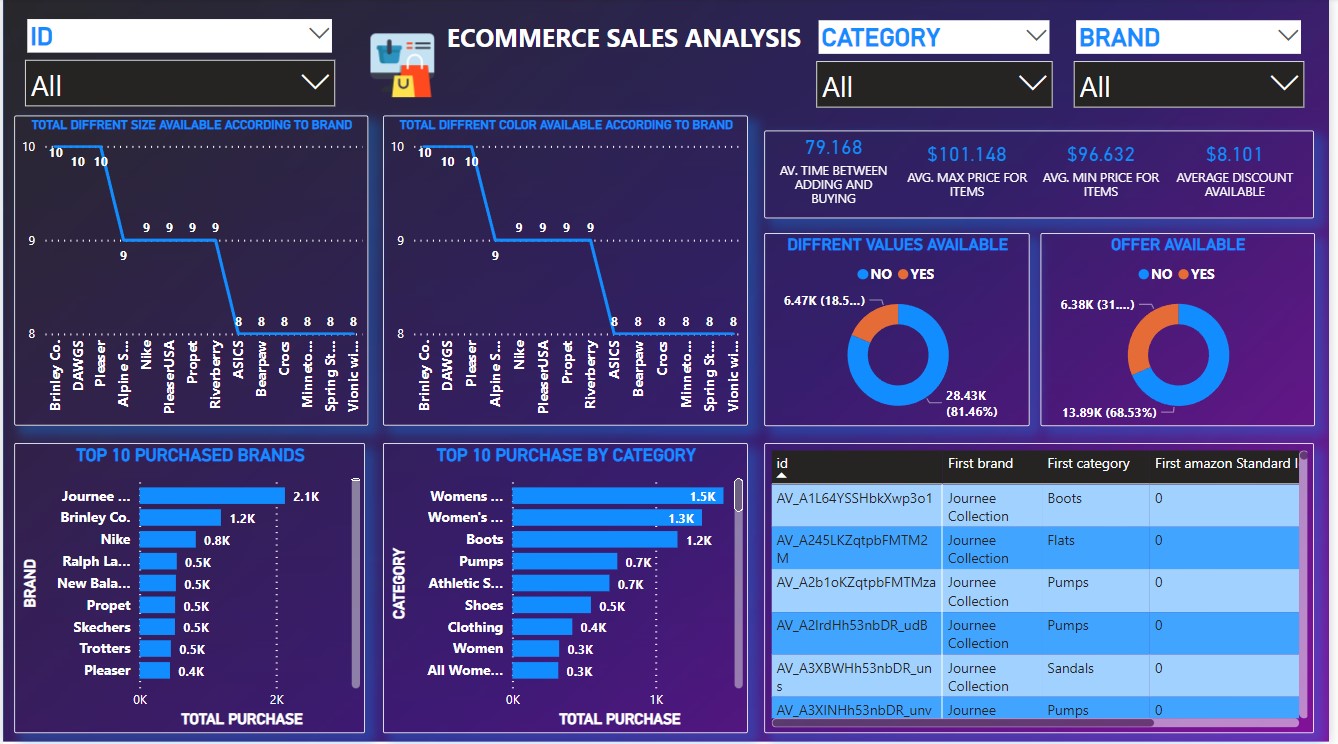 ID
All
ECOMMERCE SALES ANALYSIS
CATEGORY
All
BRAND
All
TOTAL DIFFRENT SIZE AVAILABLE ACCORDING TO BRAND
10
9
8
10
10
10
9
9
9
9
9
8
8
8
8
8
8
Brinley Co.
DAWGS
Pleaser
Alpine S...
Nike
PleaserUSA
Propet
Riverberry
ASICS
Bearpaw
Crocs
Minneto...
Spring St...
Vionic wi...
TOTAL DIFFRENT COLOR AVAILABLE ACCORDING TO BRAND
10
9
8
10
10
10
9
9
9
9
9
8
8
8
8
8
8
Brinley Co.
DAWGS
Pleaser
Alpine S...
Nike
PleaserUSA
Propet
Riverberry
ASICS
Bearpaw
Crocs
Minneto...
Spring St...
Vionic wi...
79.168
AV. TIME BETWEEN
ADDING AND
BUYING
$101.148
AVG. MAX PRICE FOR
ITEMS
$96.632
AVG. MIN PRICE FOR
ITEMS
$8.101
AVERAGE DISCOUNT
AVAILABLE
DIFFRENT VALUES AVAILABLE
NO YES
6.47K (18.5...)
28.43K
(81.46%)
OFFER AVAILABLE
NO YES
6.38K (31....)
13.89K (68.53%)
TOP 10 PURCHASED BRANDS
BRAND
Journee ... 2.1K
Brinley Co. 1.2K
Nike 0.8K
Ralph La... 0.5K
New Bala... 0.5K
Propet 0.5K
Skechers 0.5K
Trotters 0.5K
Pleaser 0.4K
0K 2K
TOTAL PURCHASE
TOP 10 PURCHASE BY CATEGORY
CATEGORY
Womens ... 1.5K
Women's ... 1.3K
Boots 1.2K
Pumps 0.7K
Athletic S... 0.7K
Shoes 0.5K
Clothing 0.4K
Women 0.3K
All Wome... 0.3K
0K 1K
TOTAL PURCHASE
id First brand First category First amazon Standard I
AV_A1L64YSSHbkXwp3o1 Journee Boots 0
Collection
AV_A245LKZqtpbFMTM2 Journee Flats 0
M Collection
AV_A2b1oKZqtpbFMTMza Journee Pumps 0
Collection
AV_A2lrdHh53nbDR_udB Journee Pumps 0
Collection
AV_A3XBWHh53nbDR_un Journee Sandals 0
s Collection
AV_A3XINHh53nbDR_unv Journee Pumps 0